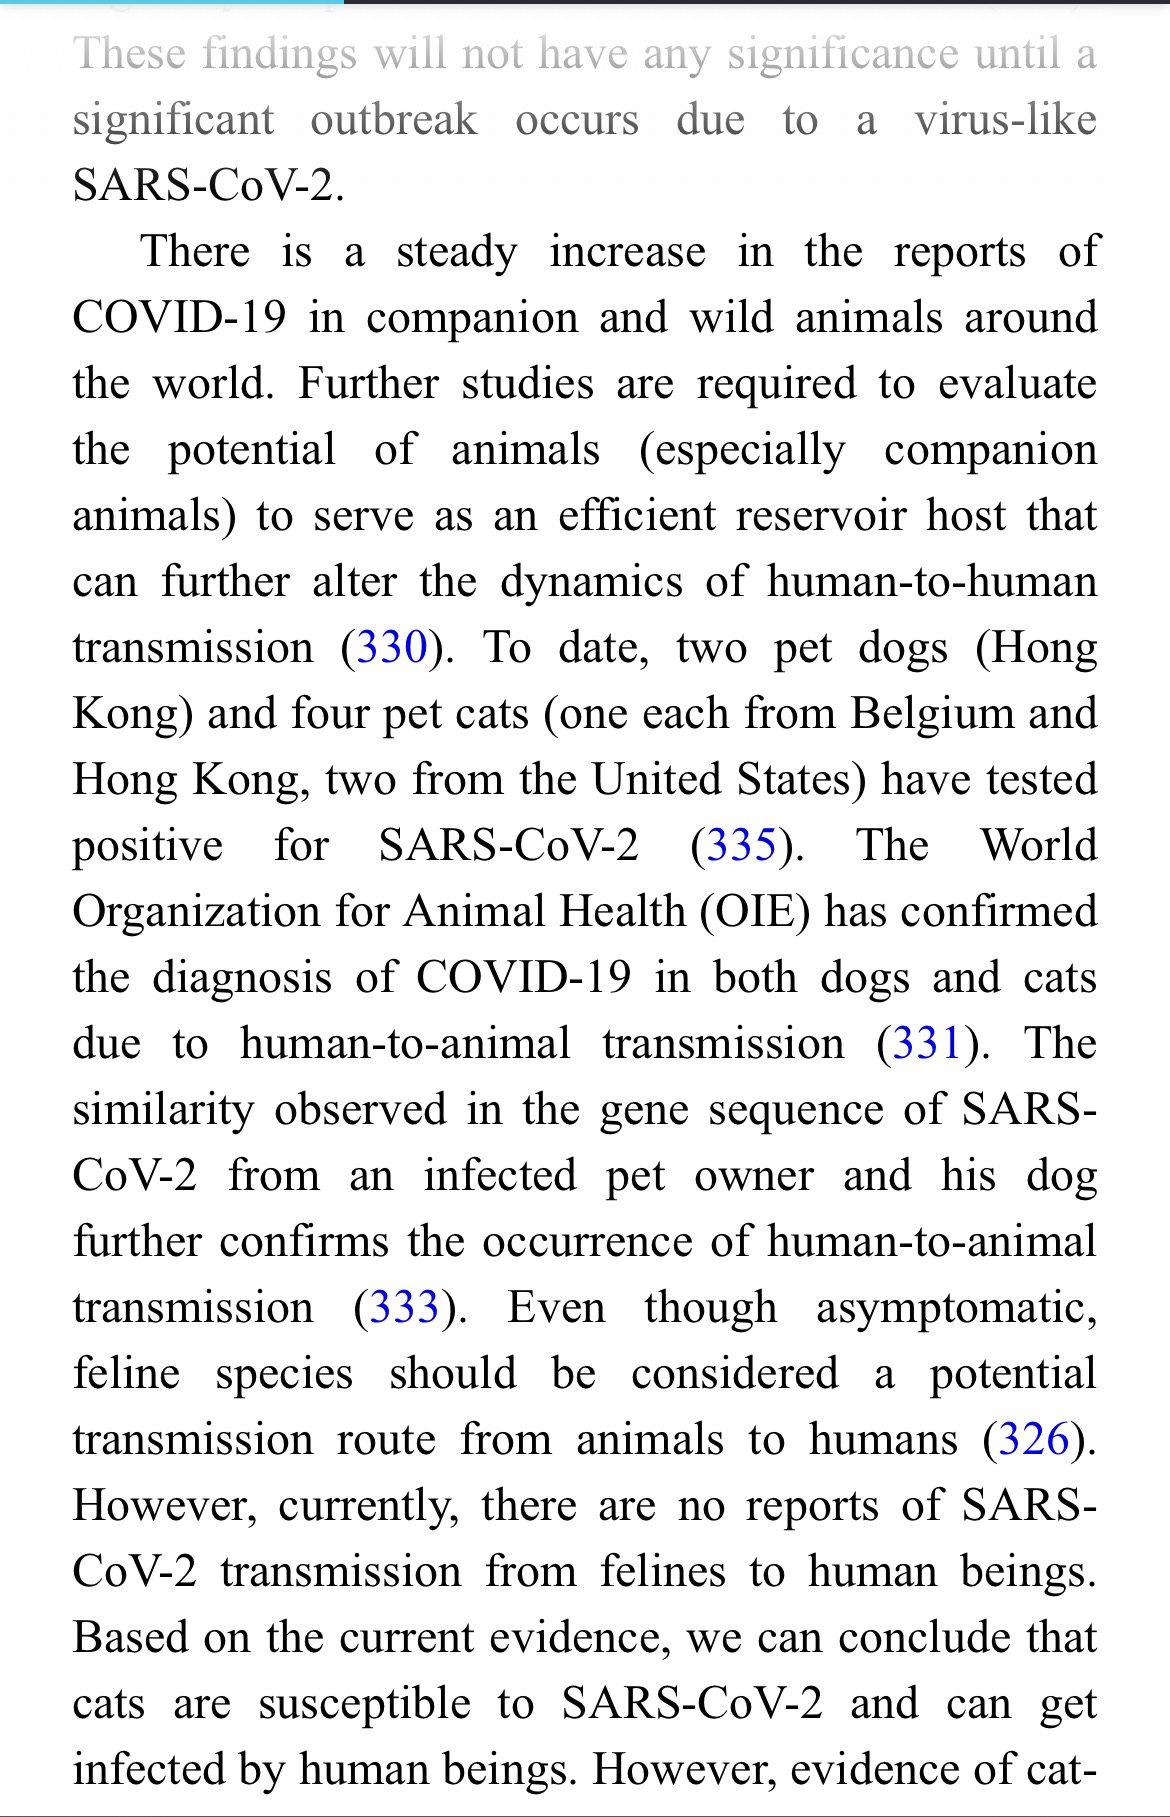 These findings will not have any significance until a
significant outbreak occurs due to a virus-like
SARS-CoV-2.
There is a steady increase in the reports of
COVID-19 in companion and wild animals around
the world. Further studies are required to evaluate
the potential of animals (especially companion
animals) to serve as an efficient reservoir host that
can further alter the dynamics of human-to-human
transmission (330). To date, two pet dogs (Hong
Kong) and four pet cats (one each from Belgium and
Hong Kong, two from the United States) have tested
positive for SARS-CoV-2 (335). The World
Organization for Animal Health (OIE) has confirmed
the diagnosis of COVID-19 in both dogs and cats
due to human-to-animal transmission (331). The
similarity observed in the gene sequence of SARS-
CoV-2 from an infected pet owner and his dog
further confirms the occurrence of human-to-animal
transmission (333). Even though asymptomatic,
feline species should be considered a potential
transmission route from animals to humans (326).
However, currently, there are no reports of SARS-
CoV-2 transmission from felines to human beings.
Based on the current evidence, we can conclude that
cats are susceptible to SARS-CoV-2 and can get
infected by human beings. However, evidence of cat-